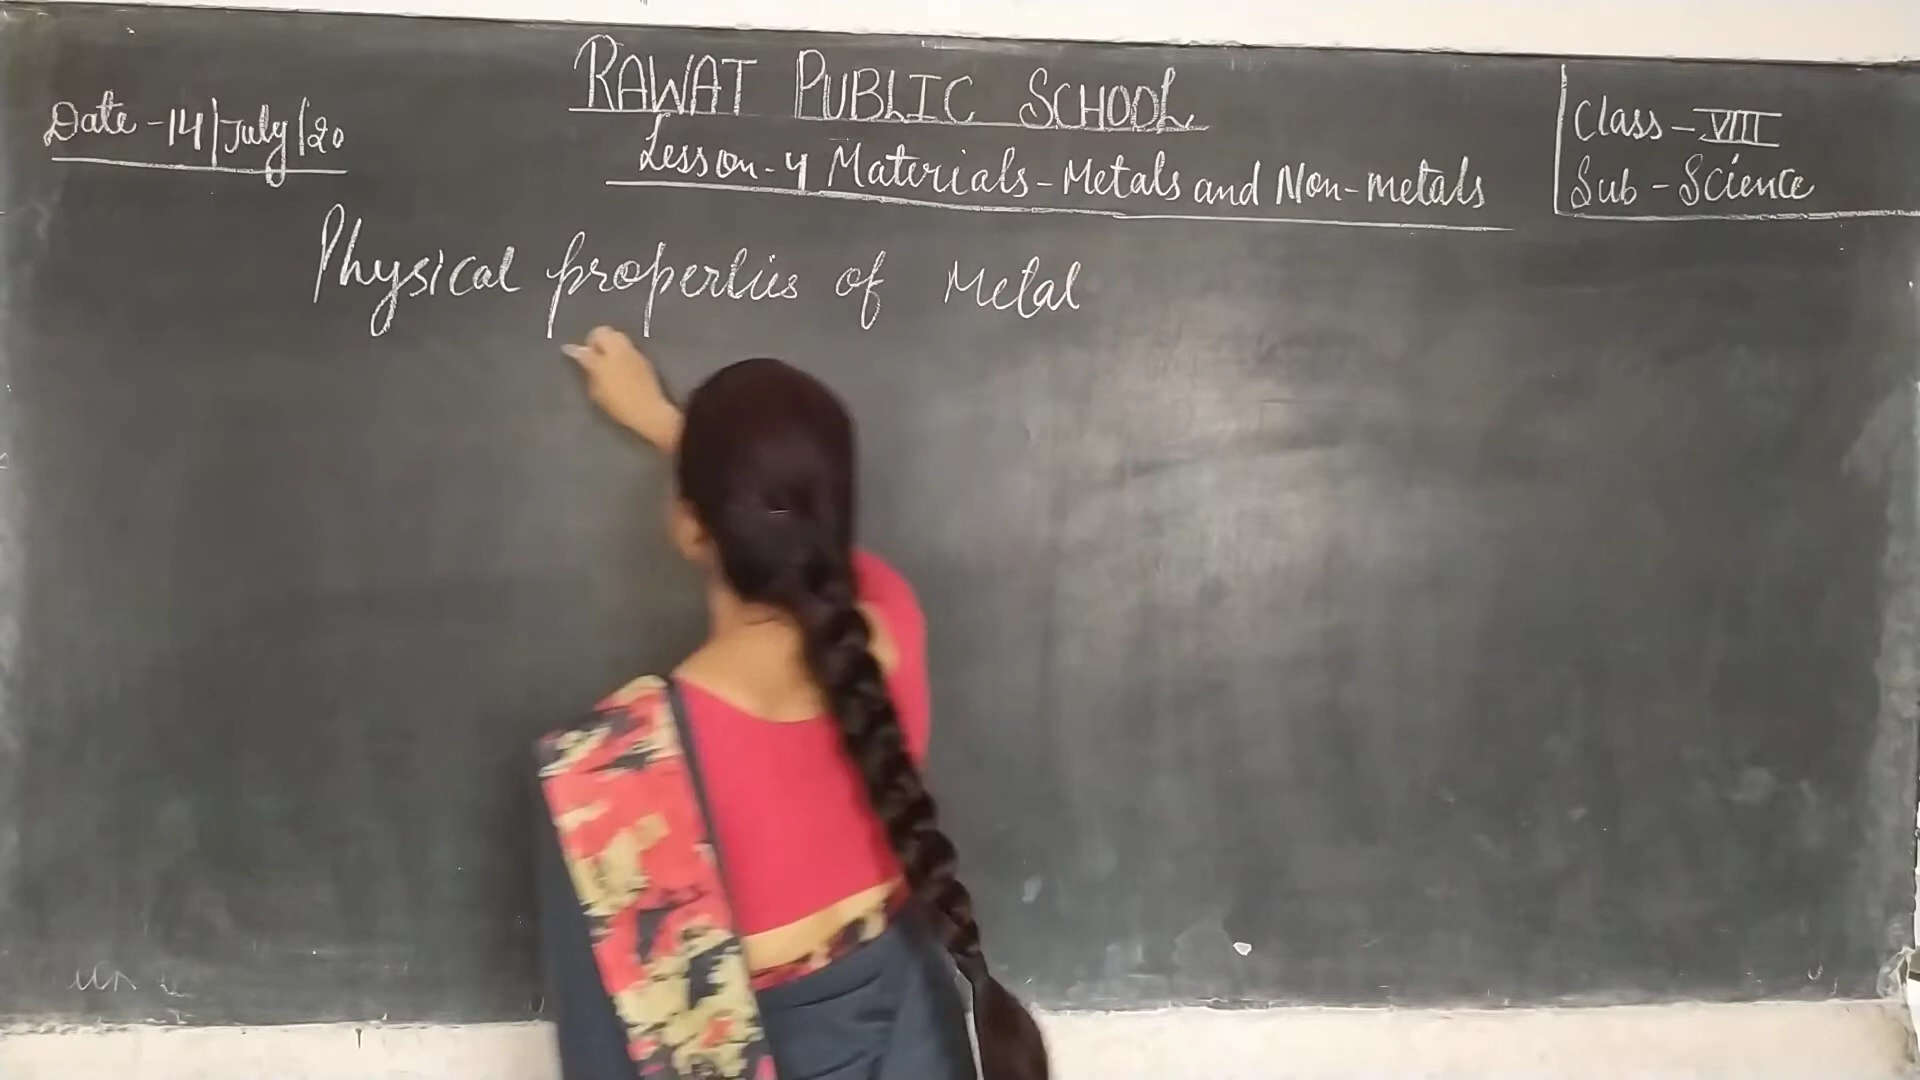 RAWAT PUBLIC SCHOOL
Date - 14|July|20
Lesson-4 Materials-Metals and Non-metals
Class - VIII
Sub - Science
Physical properties of Metal